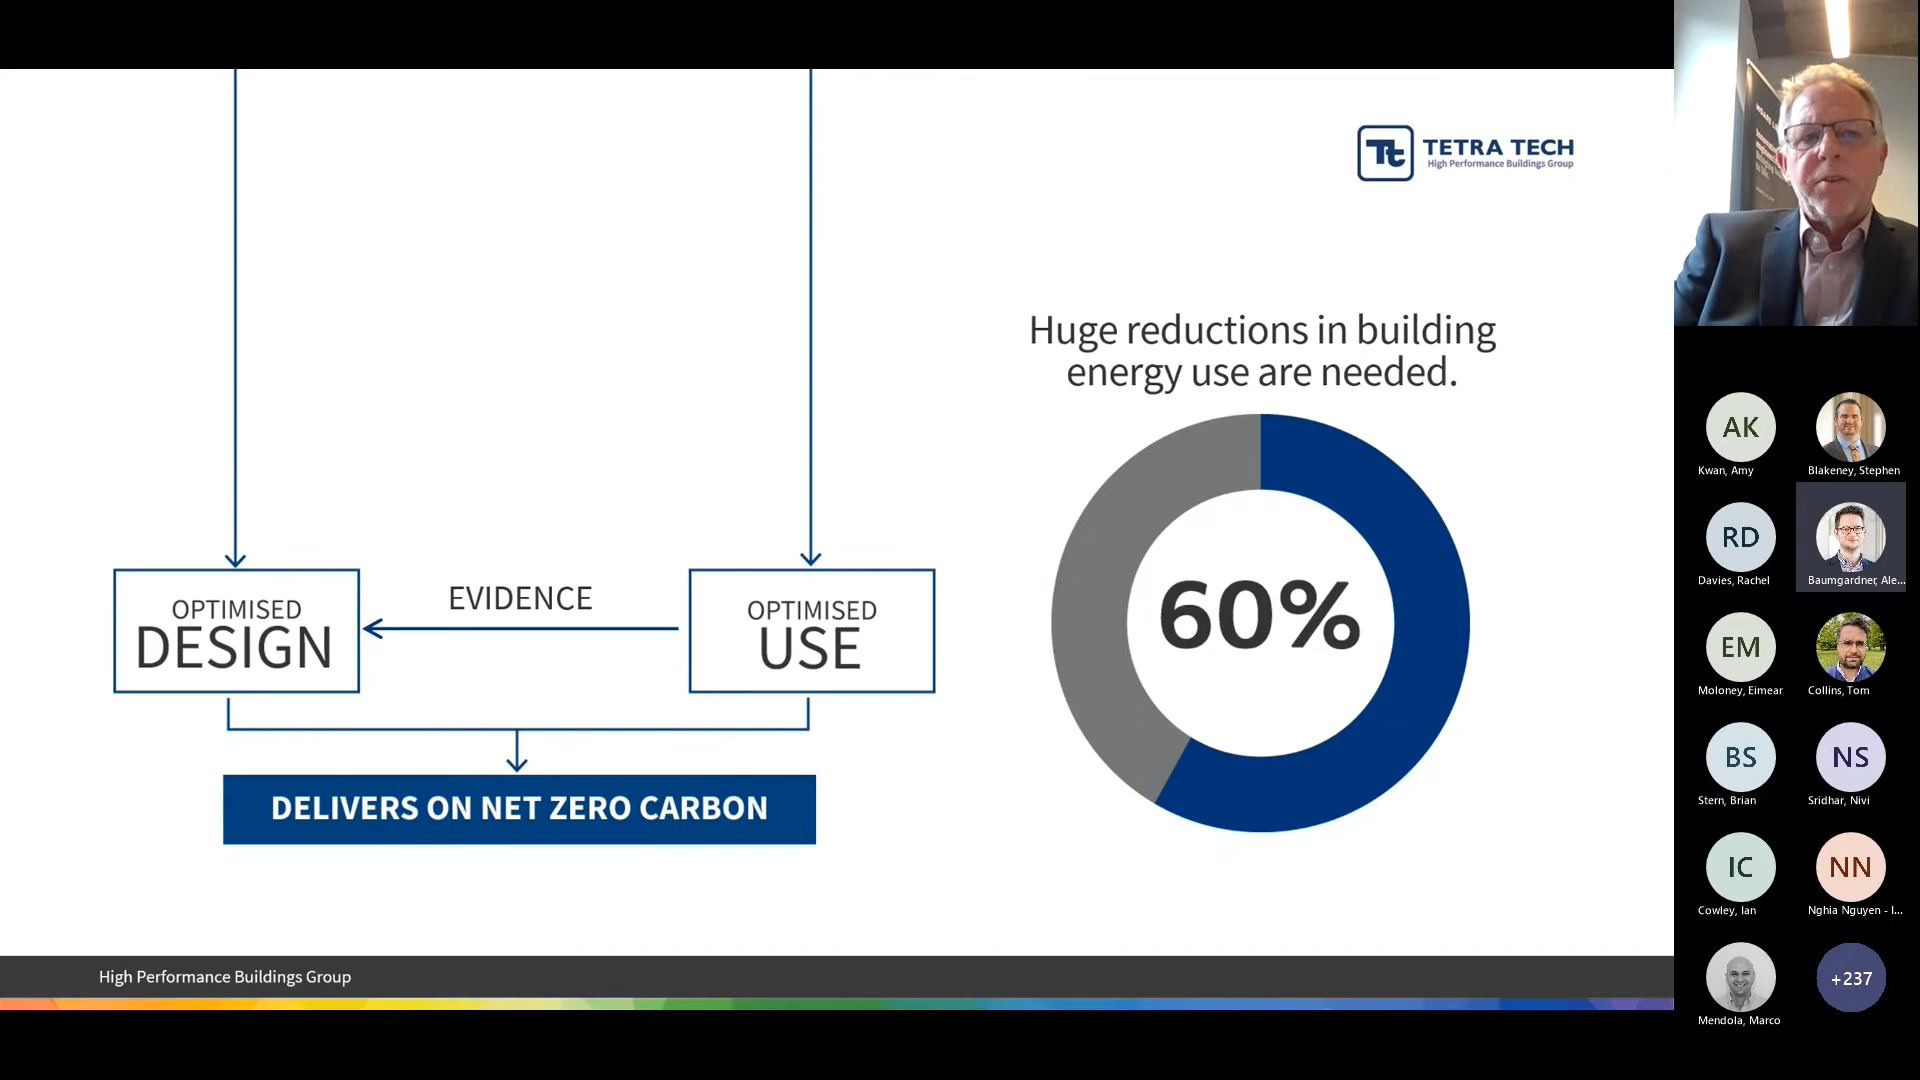 Tt TETRA TECH
High Performance Buildings Group
Huge reductions in building
energy use are needed.
60%
OPTIMISED
DESIGN
EVIDENCE
OPTIMISED
USE
DELIVERS ON NET ZERO CARBON
High Performance Buildings Group
AK
Kwan, Amy
Blakeney, Stephen
RD
Davies, Rachel
Baumgardner, Ale...
EM
Moloney, Eimear
Collins, Tom
BS
Stern, Brian
NS
Sridhar, Nivi
IC
Cowley, Ian
NN
Nghia Nguyen - I...
Mendola, Marco
+237